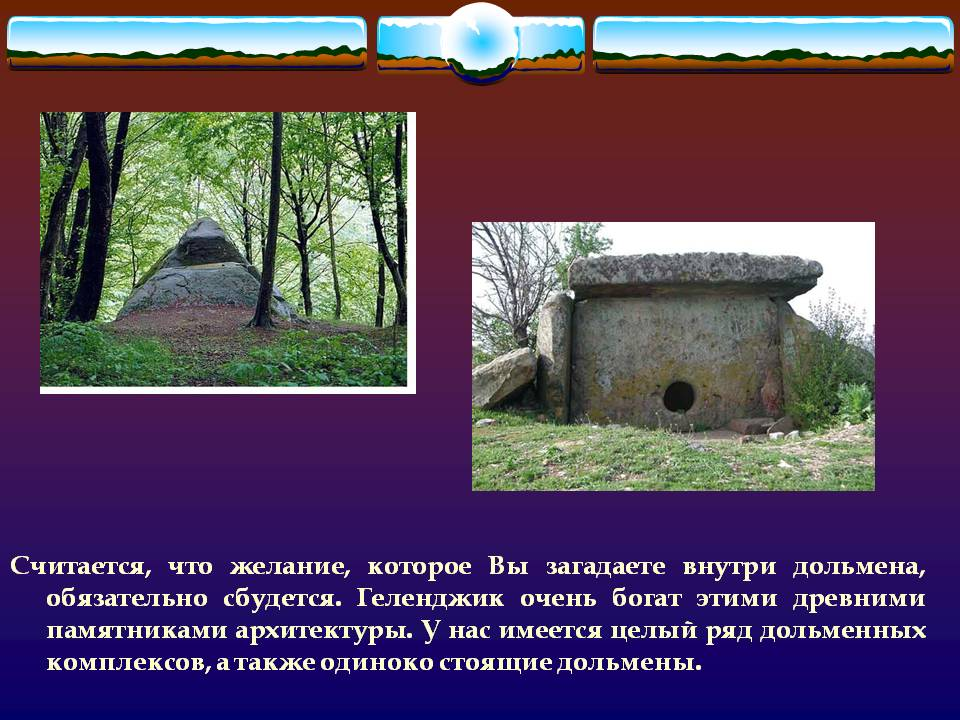 Считается, что желание, которое Вы загадаете внутри дольмена,
обязательно сбудется. Геленджик очень богат этими древними
памятниками архитектуры. У нас имеется целый ряд дольменных
комплексов, а также одиноко стоящие дольмены.